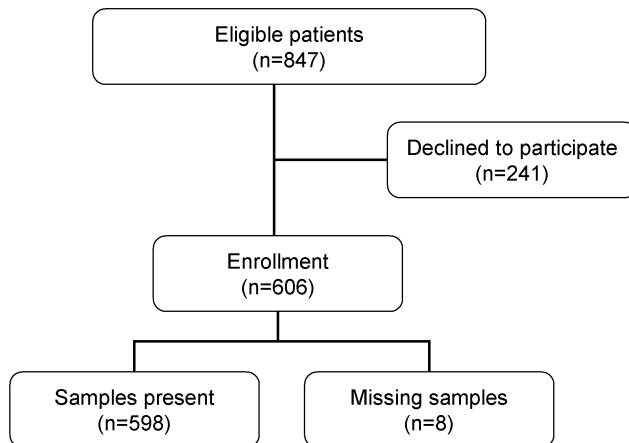 Eligible patients
(n=847)
Declined to participate
(n=241)
Enrollment
(n=606)
Samples present
(n=598)
Missing samples
(n=8)